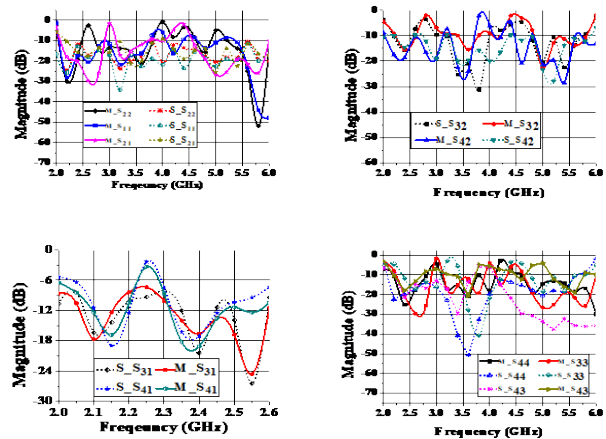 Magnitude (dB)
0
-10
-20
-30
-40
-50
-60
-70
M_S22 S_S22
M_S11 S_S11
M_S21 S_S21
2.0 2.5 3.0 3.5 4.0 4.5 5.0 5.5 6.0
Freqeuncy (GHz)
Magnitude (dB)
0
-10
-20
-30
-40
-50
-60
S_S32 M_S32
M_S42 S_S42
2.0 2.5 3.0 3.5 4.0 4.5 5.0 5.5 6.0
Frequency (GHz)
Magnitude (dB)
-6
-12
-18
-24
-30
S_S31 M_S31
S_S41 M_S41
2.0 2.1 2.2 2.3 2.4 2.5 2.6
Freqeuncy (GHz)
Magnitude (dB)
0
-10
-20
-30
-40
-50
-60
-70
M_S44 M_S33
S_S44 S_S33
S_S43 M_S43
2.0 2.5 3.0 3.5 4.0 4.5 5.0 5.5 6.0
Frequency (GHz)